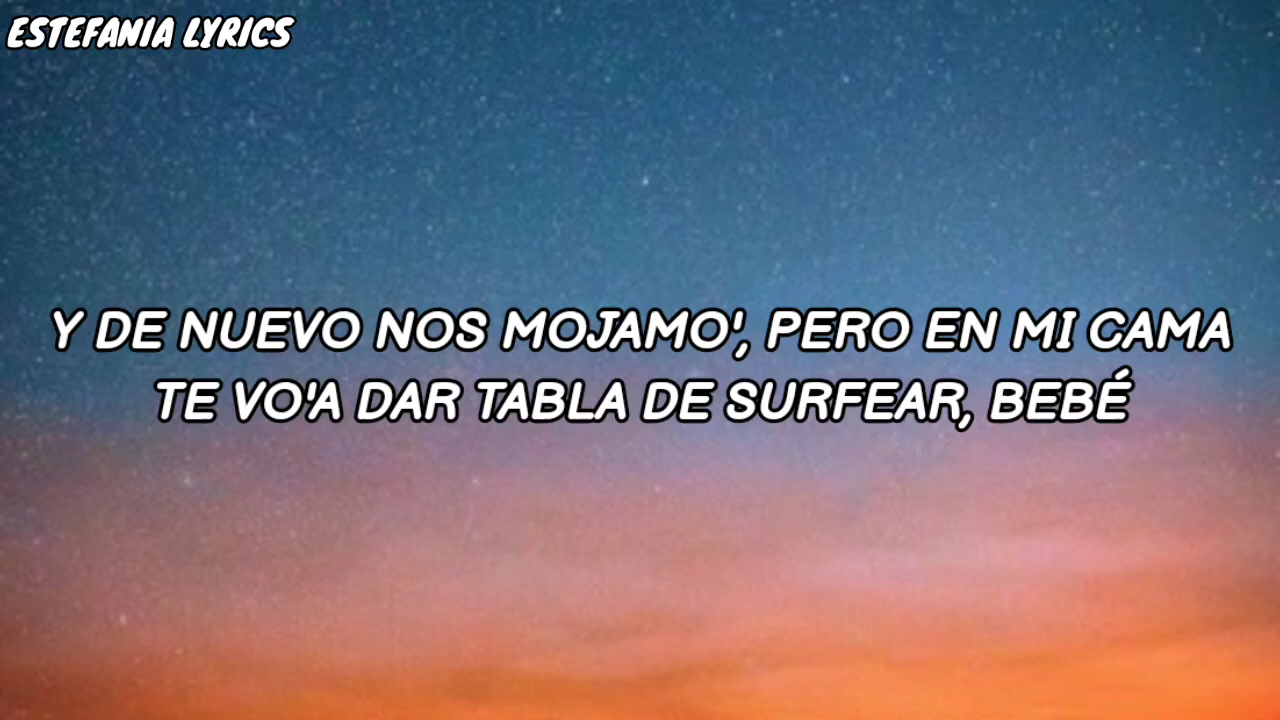 ESTEFANIA LYRICS
Y DE NUEVO NOS MOJAMO', PERO EN MI CAMA
TE VO'A DAR TABLA DE SURFEAR, BEBÉ